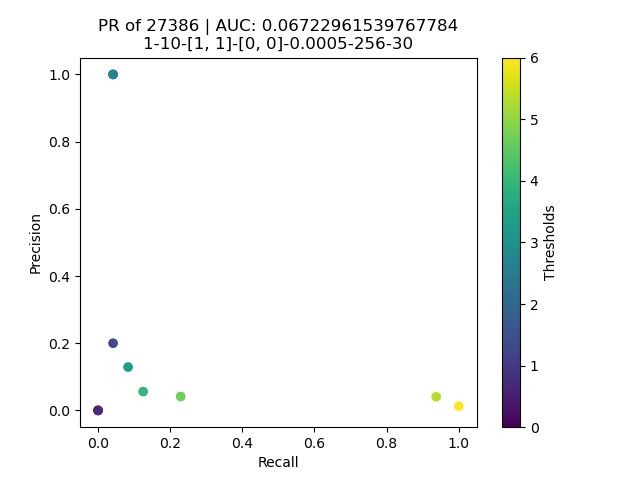 PR of 27386 | AUC: 0.06722961539767784
1-10-[1, 1]-[0, 0]-0.0005-256-30
1.0
0.8
0.6
0.4
0.2
0.0
Precision
0.0 0.2 0.4 0.6 0.8 1.0
Recall
6
5
4
3
2
1
0
Thresholds